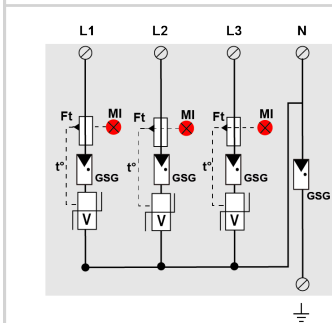 L1 L2 L3 N
Ft MI Ft MI Ft MI
t° t° t°
GSG GSG GSG GSG
V V V